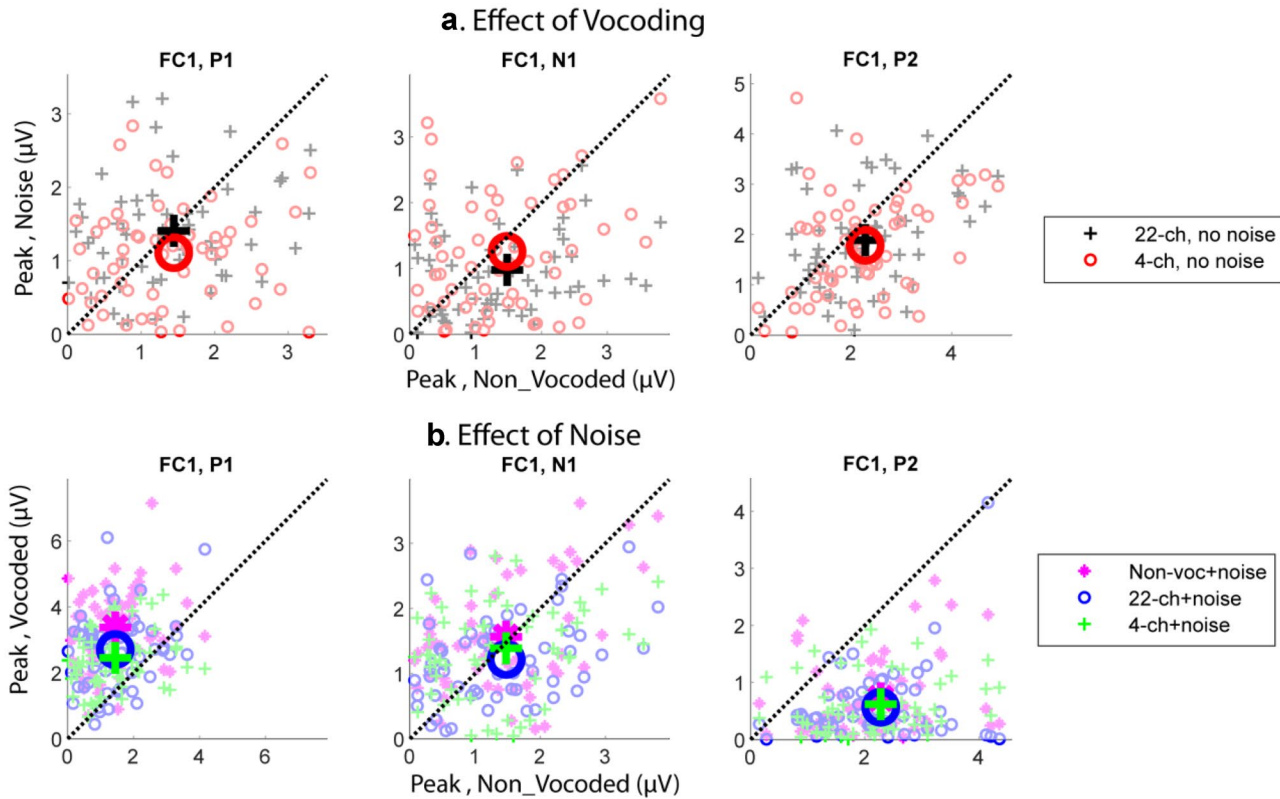 a. Effect of Vocoding
FC1, P1
FC1, N1
FC1, P2
Peak , Noise (µV)
3
2
1
0
0 1 2 3
3
2
1
0
0 1 2 3
5
4
3
2
1
0
0 2 4
Peak , Non_Vocoded (µV)
22-ch, no noise
4-ch, no noise
b. Effect of Noise
FC1, P1
FC1, N1
FC1, P2
Peak , Vocoded (µV)
6
4
2
0
0 2 4 6
3
2
1
0
0 1 2 3
4
3
2
1
0
0 2 4
Peak , Non_Vocoded (µV)
Non-voc+noise
22-ch+noise
4-ch+noise